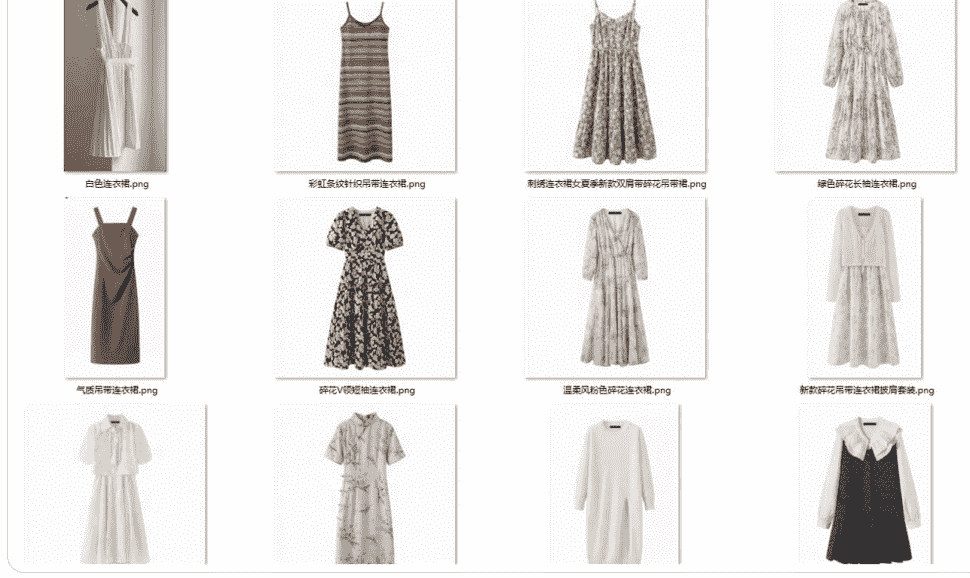 白色连衣裙.png
彩虹条纹针织吊带连衣裙.png
刺绣连衣裙女夏季新款双肩带碎花吊带裙.png
绿色碎花长袖连衣裙.png
气质吊带连衣裙.png
碎花V领短袖连衣裙.png
温柔风粉色碎花连衣裙.png
新款碎花吊带连衣裙披肩套装.png